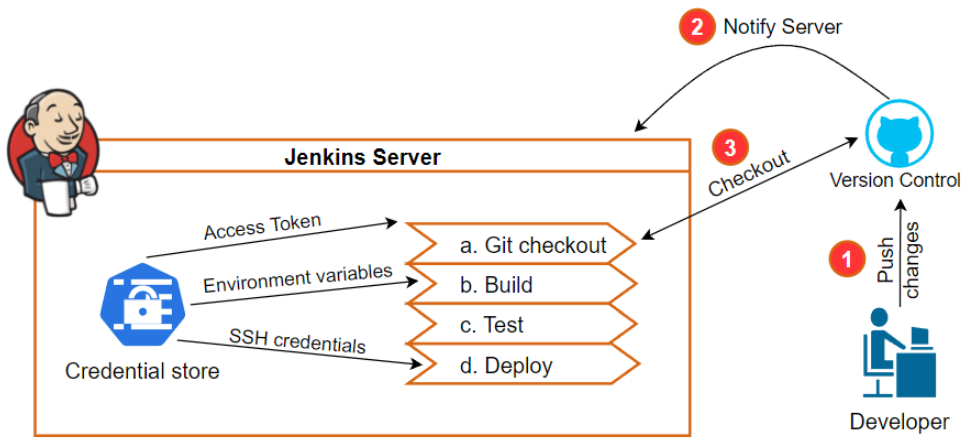 2 Notify Server
Jenkins Server
3
Checkout
Version Control
Access Token
a. Git checkout
1
Push
changes
Environment variables
b. Build
c. Test
SSH credentials
d. Deploy
Credential store
Developer